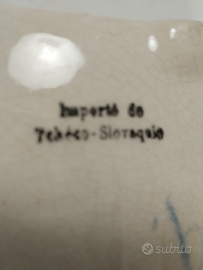 Importé de
Tchéco-Slovaquie
subito